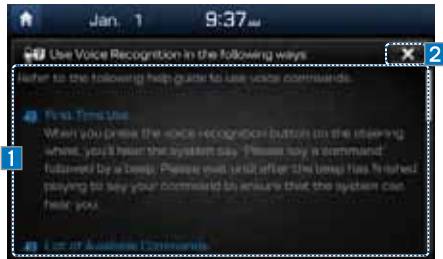 Jan. 1 9:37 am
Use Voice Recognition in the following ways
2
Refer to the following help guide to use voice commands.
First-Time Use
When you press the voice recognition button on the steering
1
wheel, you'll hear the system say "Please say a command"
followed by a beep. Please wait until after the beep has finished
playing to say your command to ensure that the system can
hear you.
List of Available Commands